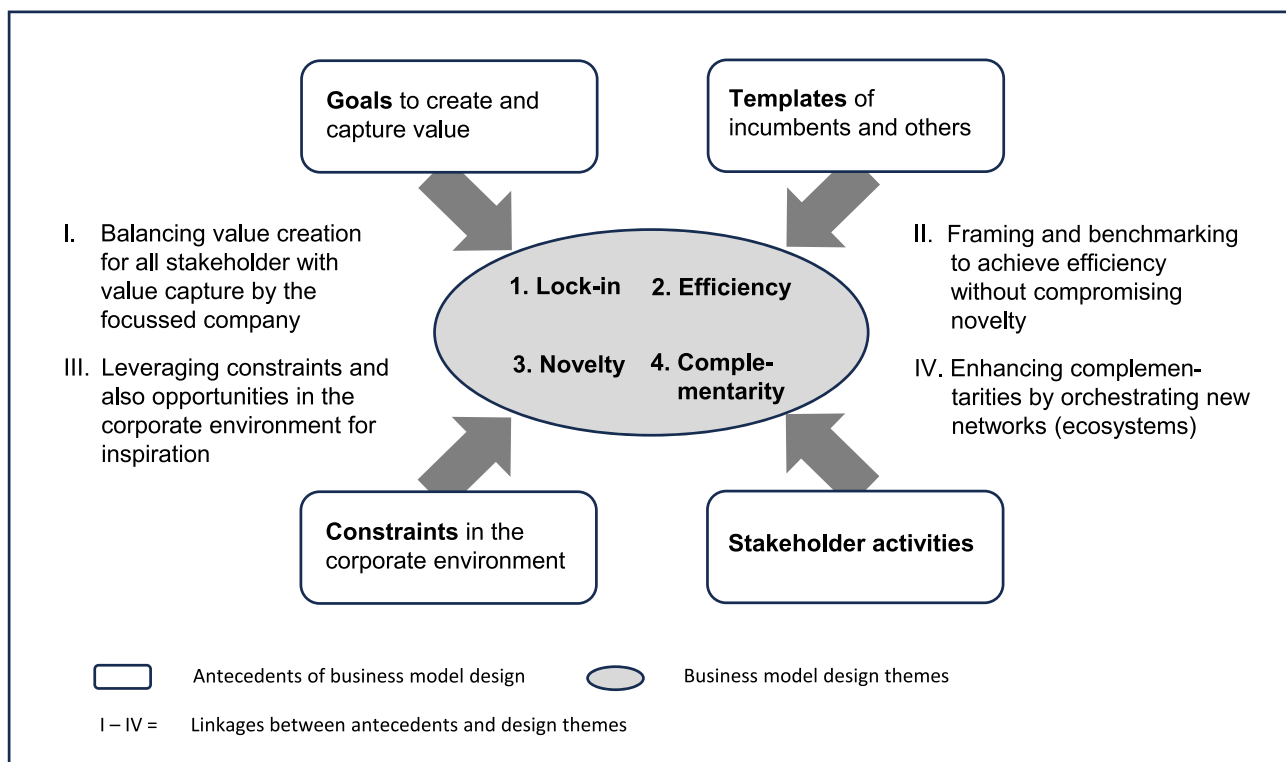 Goals to create and
capture value
Templates of
incumbents and others
I. Balancing value creation
for all stakeholder with
value capture by the
focussed company
II. Framing and benchmarking
to achieve efficiency
without compromising
novelty
1. Lock-in 2. Efficiency
3. Novelty 4. Comple-
mentarity
III. Leveraging constraints and
also opportunities in the
corporate environment for
inspiration
IV. Enhancing complemen-
tarities by orchestrating new
networks (ecosystems)
Constraints in the
corporate environment
Stakeholder activities
Antecedents of business model design
Business model design themes
I – IV = Linkages between antecedents and design themes